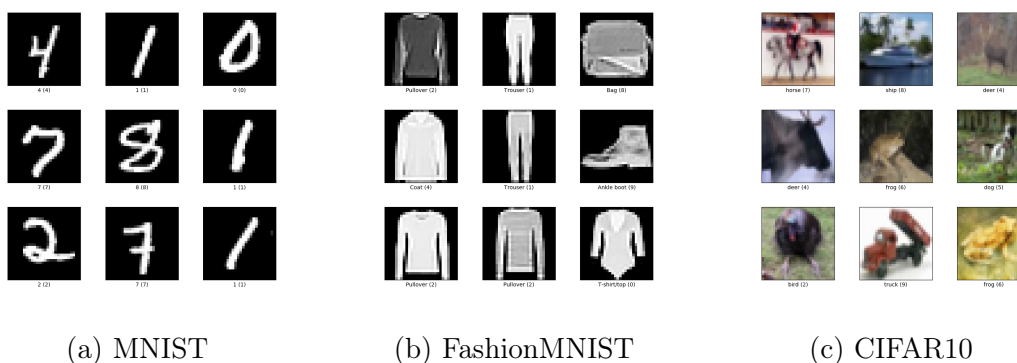 4 (4) 1 (1) 0 (0)
7 (7) 8 (8) 1 (1)
2 (2) 7 (7) 1 (1)
(a) MNIST
Pullover (2) Trouser (1) Bag (8)
Coat (4) Trouser (1) Ankle boot (9)
Pullover (2) Pullover (2) T-shirt/top (0)
(b) FashionMNIST
horse (7) ship (8) deer (4)
deer (4) frog (6) dog (5)
bird (2) truck (9) frog (6)
(c) CIFAR10